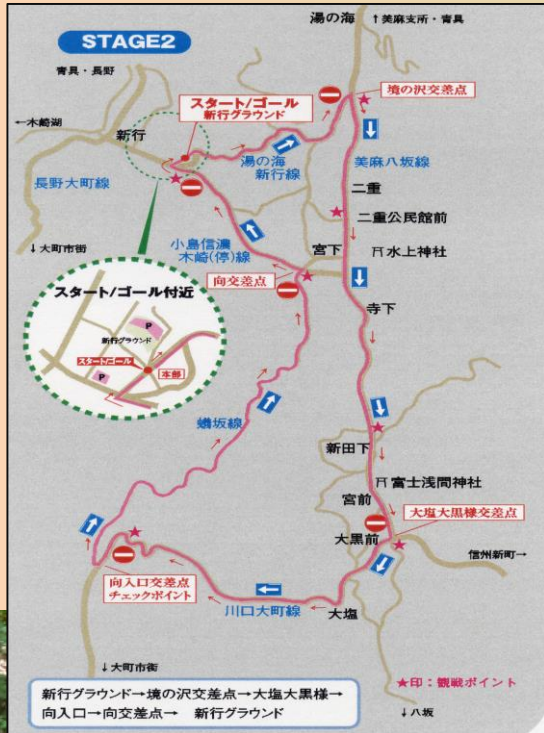 STAGE2
湯の海
↑美麻支所・青具
青具・長野
境の沢交差点
スタート/ゴール
新行グラウンド
←木崎湖
新行
湯の海
新行線
美麻八坂線
長野大町線
二重
二重公民館前
小島信濃
木崎(停)線
宮下
水上神社
向交差点
↓大町市街
寺下
スタート/ゴール付近
P
新行グラウンド
スタート/ゴール
本部
P
新田下
富士浅間神社
宮前
大塩大黒様交差点
大黒前
信州新町→
向入口交差点
チェックポイント
川口大町線
大塩
↓大町市街
★印:観戦ポイント
新行グラウンド→境の沢交差点→大塩大黒様→
向入口→向交差点→ 新行グラウンド
↓八坂